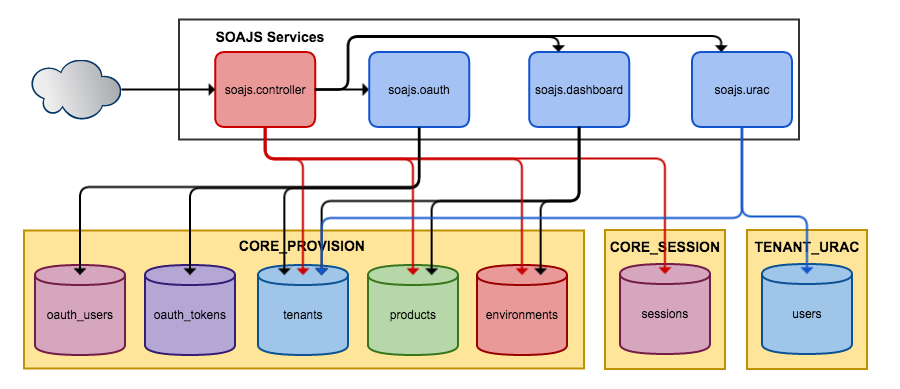 SOAJS Services
soajs.controller
soajs.oauth
soajs.dashboard
soajs.urac
CORE_PROVISION
CORE_SESSION
TENANT_URAC
oauth_users
oauth_tokens
tenants
products
environments
sessions
users